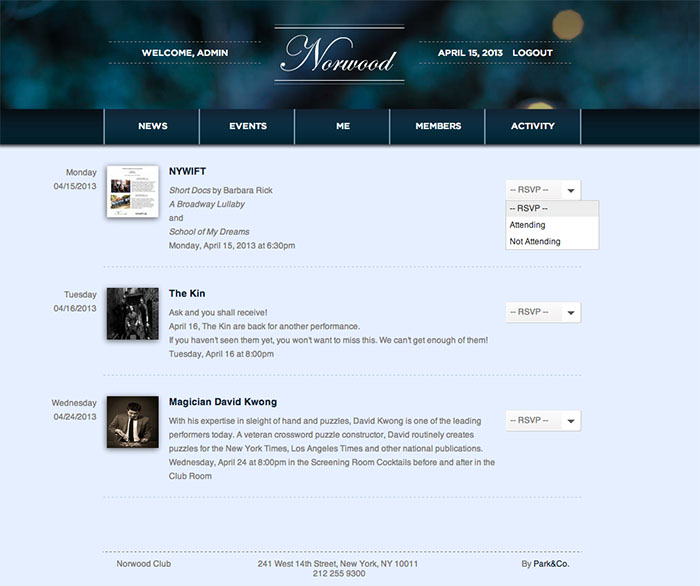 WELCOME, ADMIN
Norwood
APRIL 15, 2013 LOGOUT
NEWS EVENTS ME MEMBERS ACTIVITY
Monday
04/15/2013
NYWIFT
Short Docs by Barbara Rick
A Broadway Lullaby
and
School of My Dreams
Monday, April 15, 2013 at 6:30pm
-- RSVP --
-- RSVP --
Attending
Not Attending
Tuesday
04/16/2013
The Kin
Ask and you shall receive!
April 16, The Kin are back for another performance.
If you haven't seen them yet, you won't want to miss this. We can't get enough of them!
Tuesday, April 16 at 8:00pm
-- RSVP --
Wednesday
04/24/2013
Magician David Kwong
With his expertise in sleight of hand and puzzles, David Kwong is one of the leading
performers today. A veteran crossword puzzle constructor, David routinely creates
puzzles for the New York Times, Los Angeles Times and other national publications.
Wednesday, April 24 at 8:00pm in the Screening Room Cocktails before and after in the
Club Room
-- RSVP --
Norwood Club
241 West 14th Street, New York, NY 10011
212 255 9300
By Park&Co.